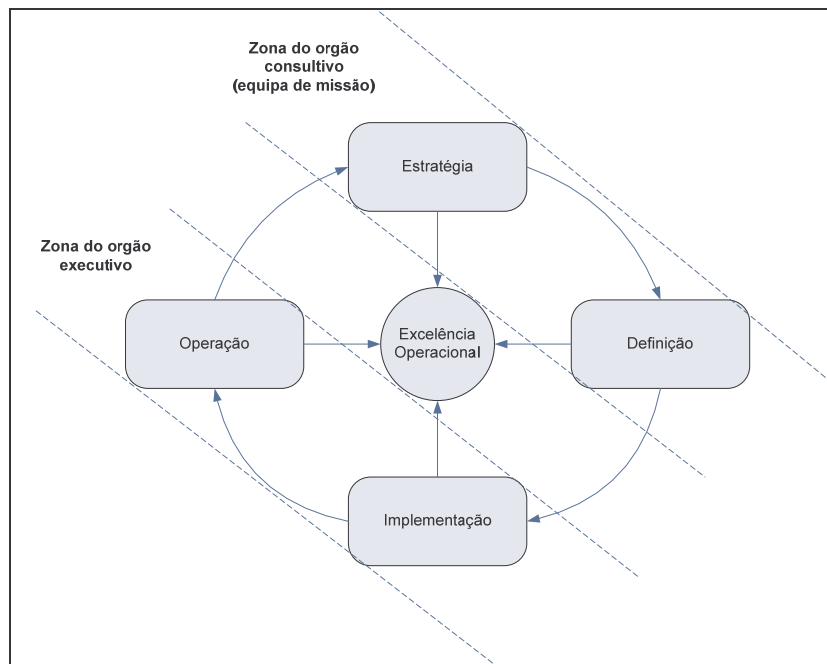 Zona do orgão
consultivo
(equipa de missão)
Estratégia
Zona do orgão
executivo
Operação
Excelência
Operacional
Definição
Implementação